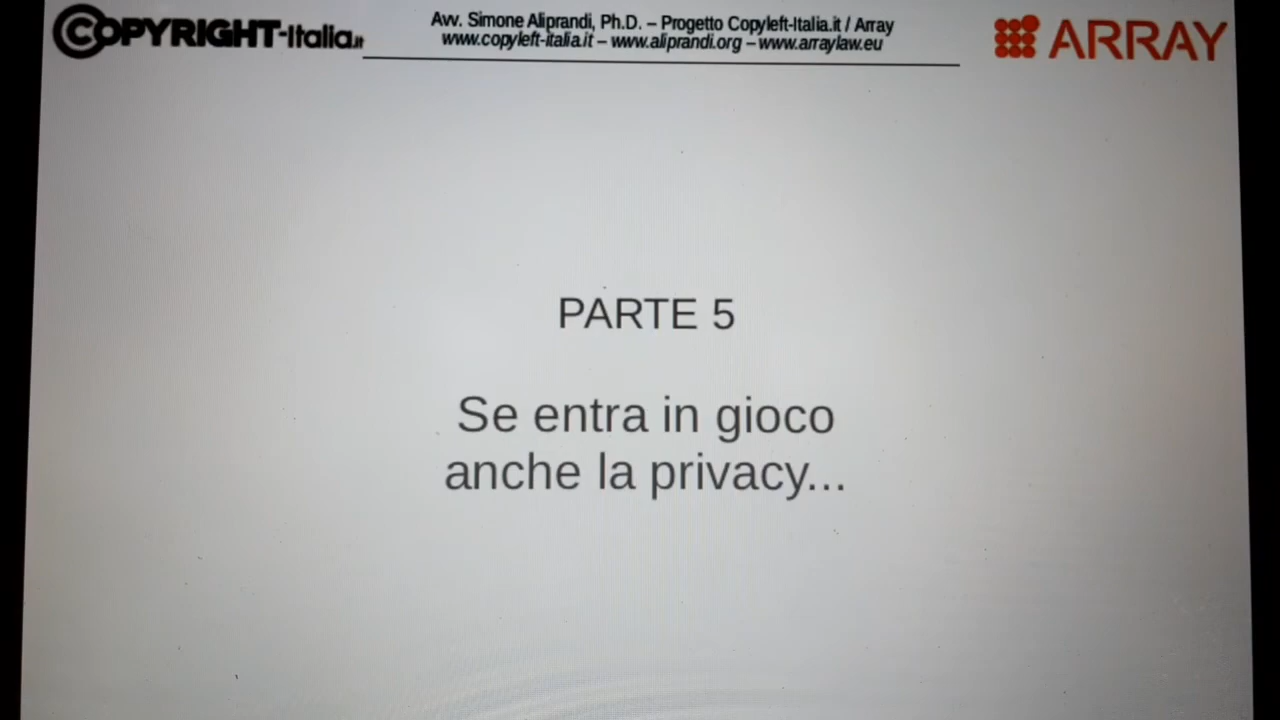 COPYRIGHT-Italia.it
Avv. Simone Aliprandi, Ph.D. – Progetto Copyleft-Italia.it / Array
www.copyleft-italia.it – www.aliprandi.org – www.arraylaw.eu
ARRAY
PARTE 5
Se entra in gioco
anche la privacy...